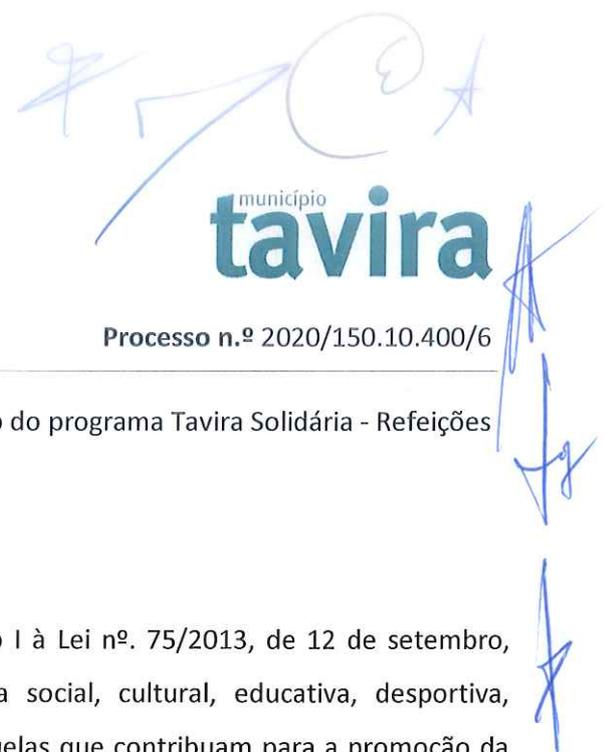 município
tavira
Processo n.º 2020/150.10.400/6
do programa Tavira Solidária - Refeições
I à Lei nº. 75/2013, de 12 de setembro,
social, cultural, educativa, desportiva,
que contribuam para a promoção da